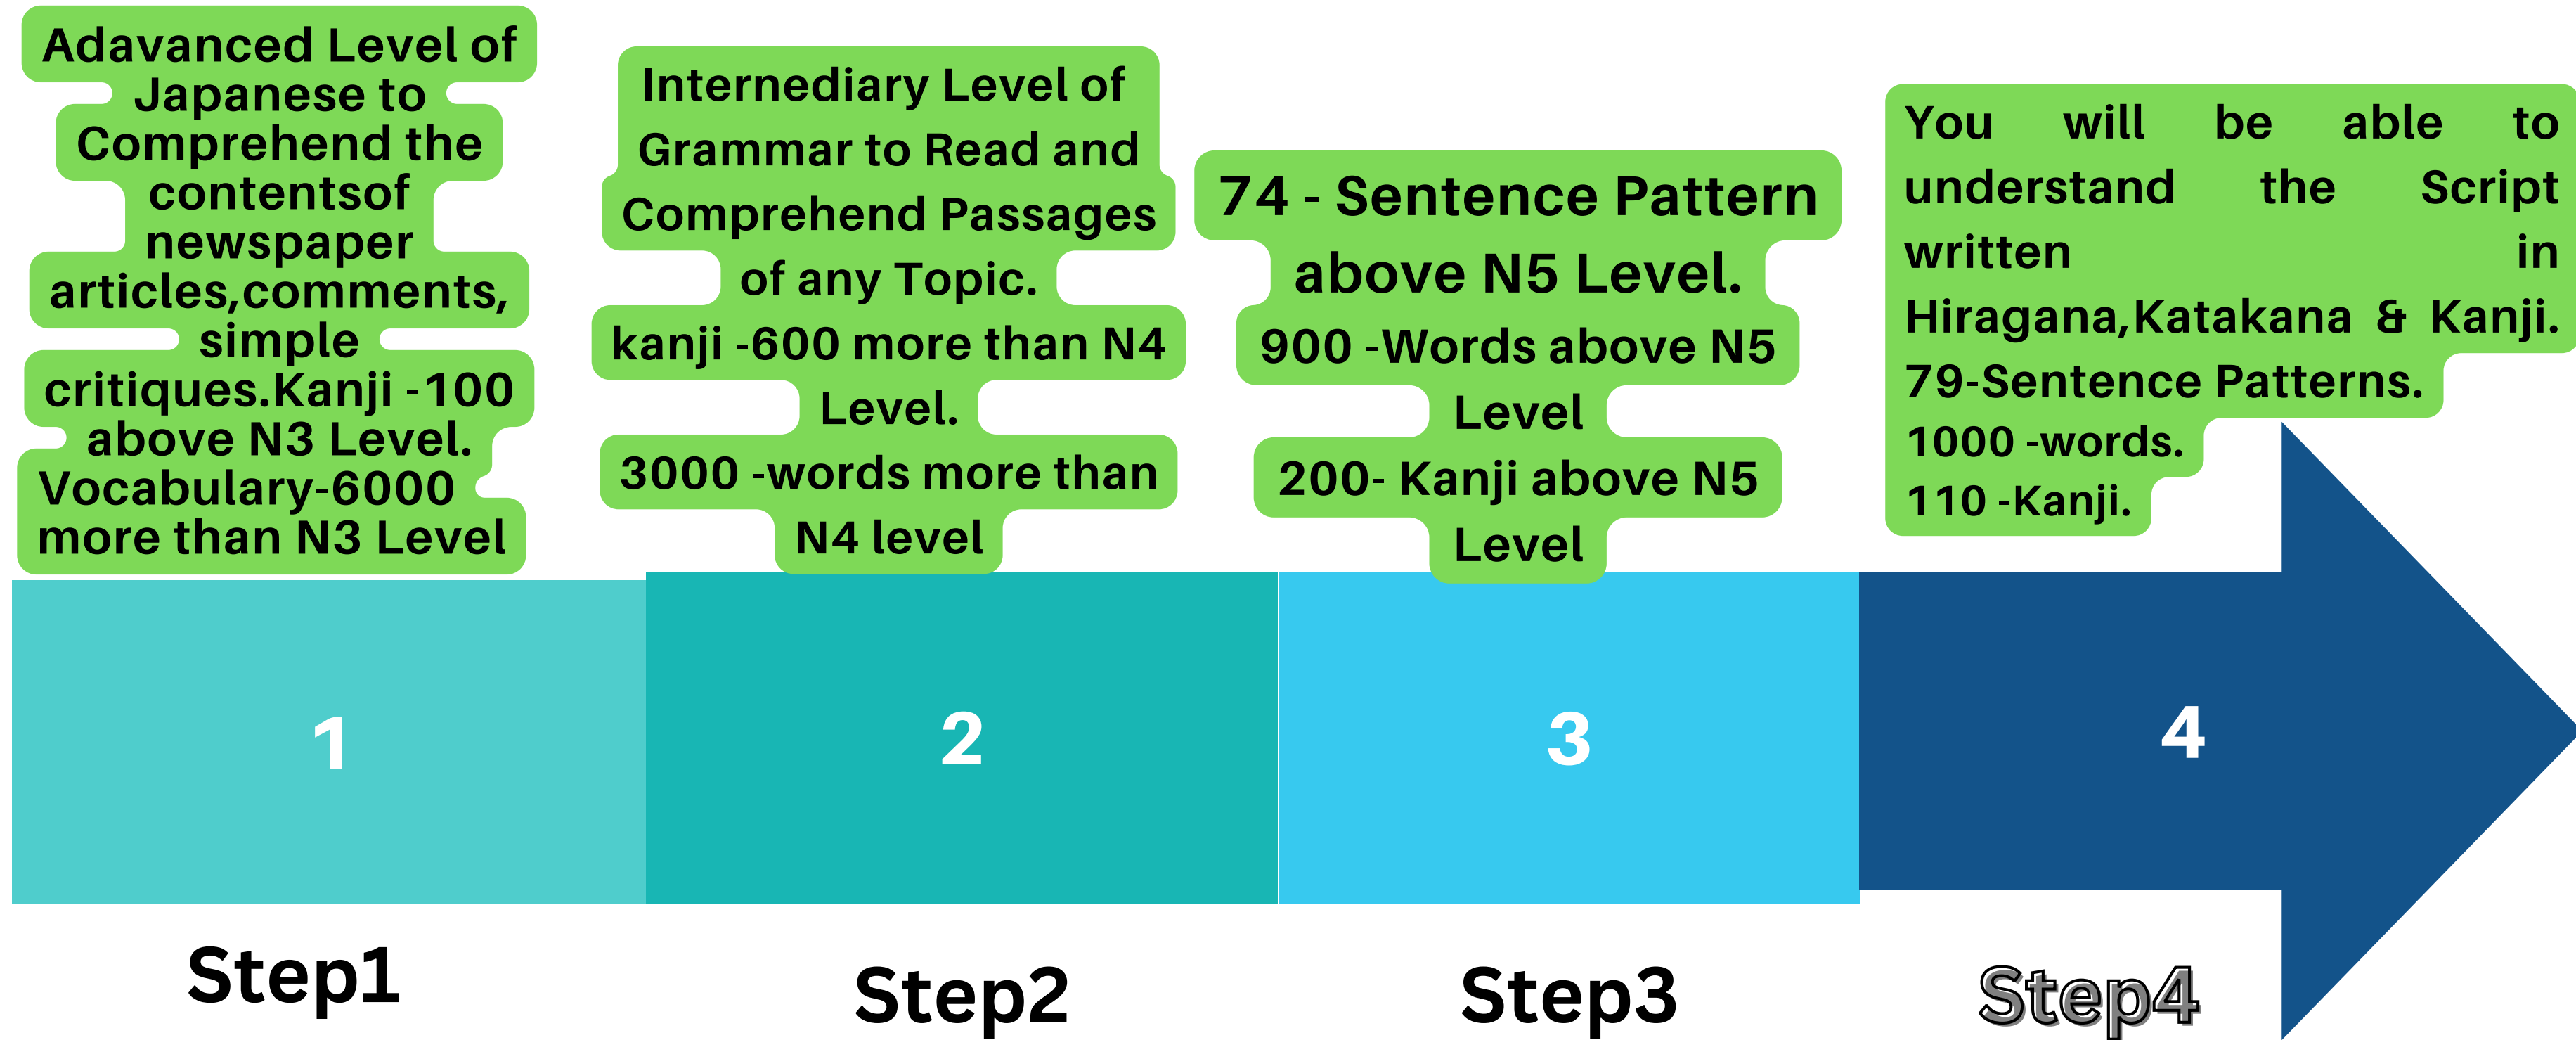 Adavanced Level of
Japanese to
Comprehend the
contentsof
newspaper
articles,comments,
simple
critiques.Kanji -100
above N3 Level.
Vocabulary-6000
more than N3 Level
Internediary Level of
Grammar to Read and
Comprehend Passages
of any Topic.
kanji -600 more than N4
Level.
3000 -words more than
N4 level
74 - Sentence Pattern
above N5 Level.
900 -Words above N5
Level
200- Kanji above N5
Level
You will be able to
understand the Script
written in
Hiragana,Katakana & Kanji.
79-Sentence Patterns.
1000 -words.
110 -Kanji.
1
2
3
4
Step1
Step2
Step3
Step4